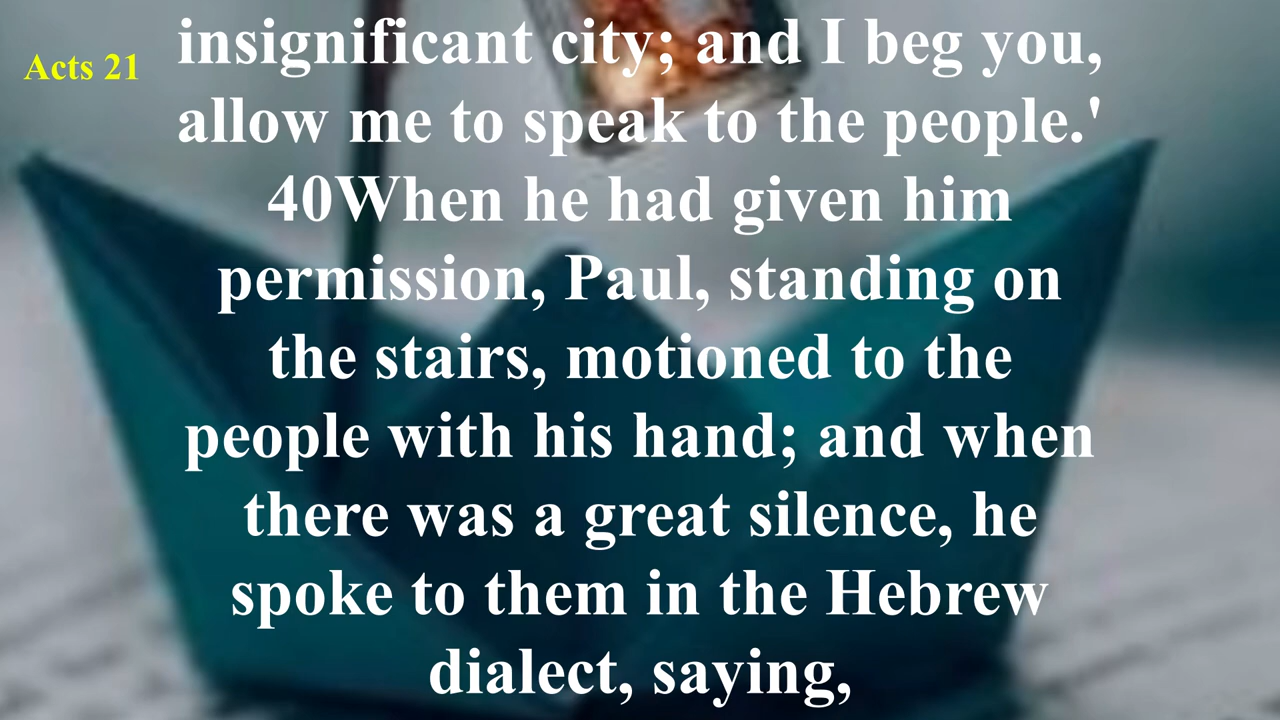 Acts 21
insignificant city; and I beg you,
allow me to speak to the people.'
40When he had given him
permission, Paul, standing on
the stairs, motioned to the
people with his hand; and when
there was a great silence, he
spoke to them in the Hebrew
dialect, saying,